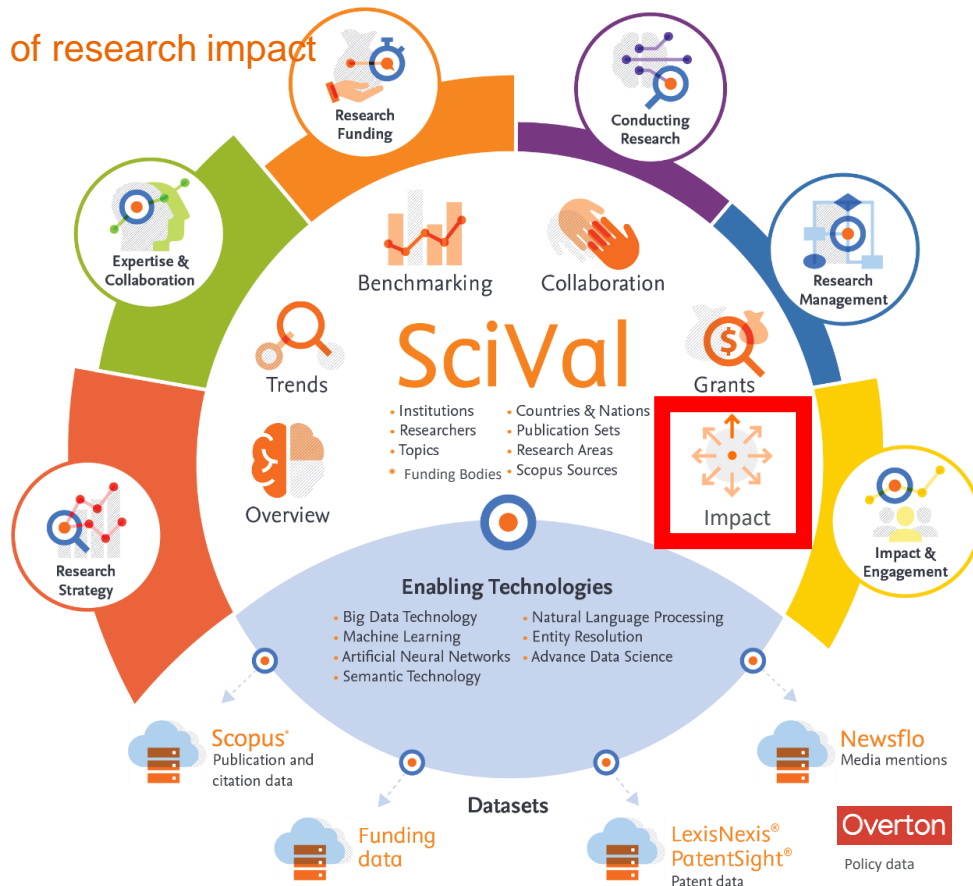 of research impact
Research
Funding
Conducting
Research
Expertise &
Collaboration
Research
Management
Benchmarking
Collaboration
Trends
SciVal
$
Grants
• Institutions
• Researchers
• Topics
• Funding Bodies
• Countries & Nations
• Publication Sets
• Research Areas
• Scopus Sources
Overview
Impact
Research
Strategy
Impact &
Engagement
Enabling Technologies
• Big Data Technology
• Machine Learning
• Artificial Neural Networks
• Semantic Technology
• Natural Language Processing
• Entity Resolution
• Advance Data Science
Scopus®
Publication and
citation data
Newsflo
Media mentions
Datasets
Funding
data
LexisNexis®
PatentSight®
Patent data
Overton
Policy data